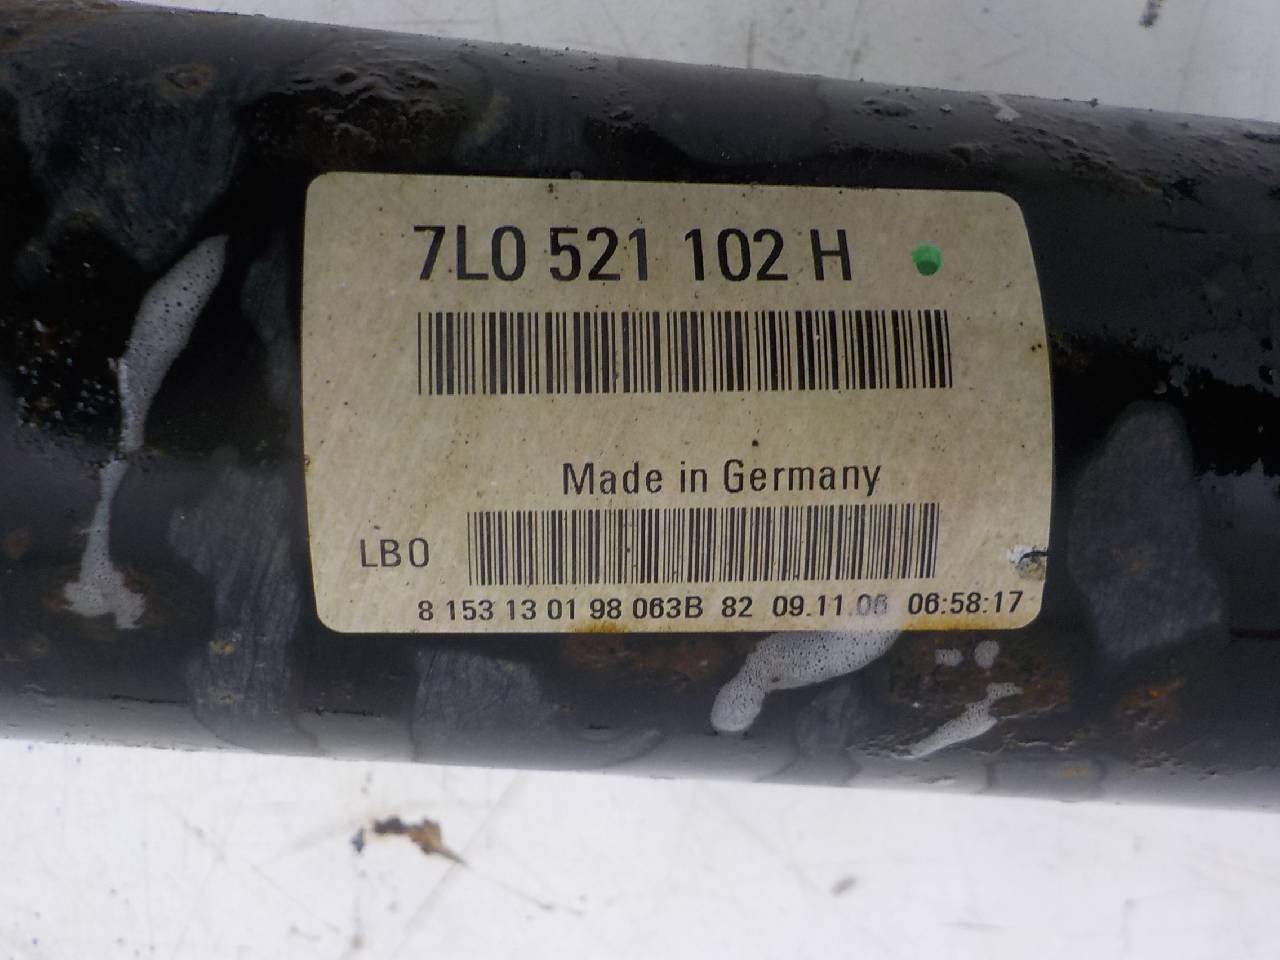 7L0 521 102 H
Made in Germany
LB0
8 153 13 01 98 063B 82 09.11.06 06:58:17